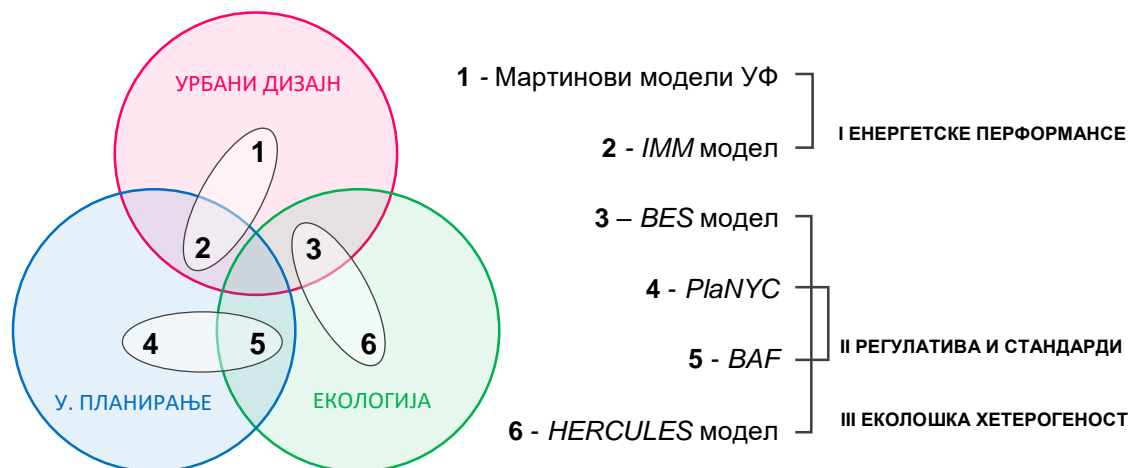 УРБАНИ ДИЗАЈН
1
2
3
4
5
6
У. ПЛАНИРАЊЕ
ЕКОЛОГИЈА
1 - Мартинови модели УФ
2 - IMM модел
I ЕНЕРГЕТСКЕ ПЕРФОРМАНСЕ
3 – BES модел
4 - PlaNYC
5 - BAF
II РЕГУЛАТИВА И СТАНДАРДИ
6 - HERCULES модел
III ЕКОЛОШКА ХЕТЕРОГЕНОСТ